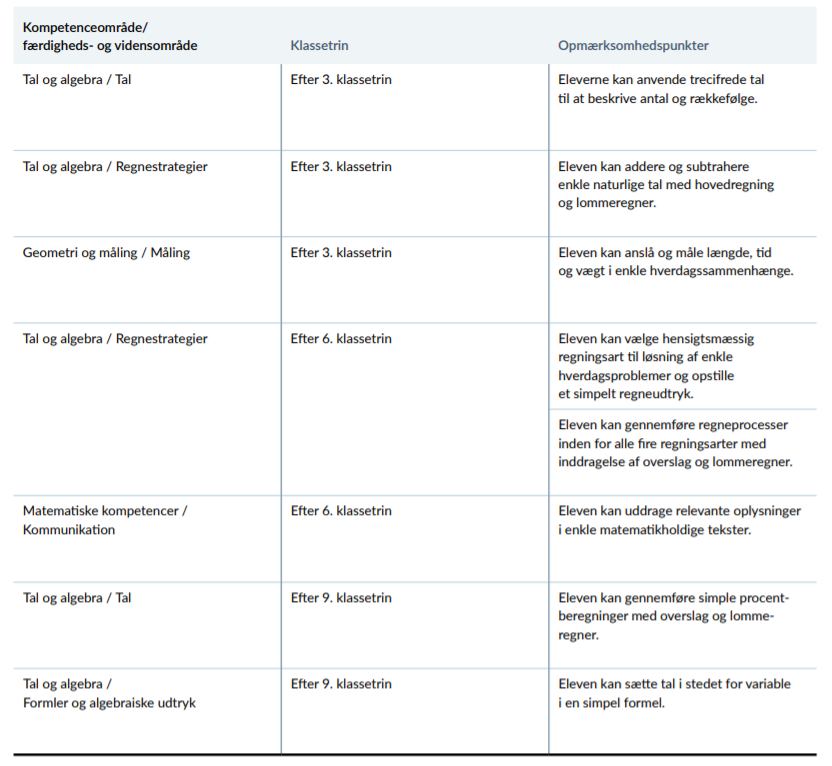 Kompetenceområde/
færdigheds- og vidensområde
Klassetrin
Opmærksomhedspunkter
Tal og algebra / Tal
Efter 3. klassetrin
Eleverne kan anvende trecifrede tal
til at beskrive antal og rækkefølge.
Tal og algebra / Regnestrategier
Efter 3. klassetrin
Eleven kan addere og subtrahere
enkle naturlige tal med hovedregning
og lommeregner.
Geometri og måling / Måling
Efter 3. klassetrin
Eleven kan anslå og måle længde, tid
og vægt i enkle hverdagssammenhænge.
Tal og algebra / Regnestrategier
Efter 6. klassetrin
Eleven kan vælge hensigtsmæssig
regningsart til løsning af enkle
hverdagsproblemer og opstille
et simpelt regneudtryk.
Eleven kan gennemføre regneprocesser
inden for alle fire regningsarter med
inddragelse af overslag og lommeregner.
Matematiske kompetencer /
Kommunikation
Efter 6. klassetrin
Eleven kan uddrage relevante oplysninger
i enkle matematikholdige tekster.
Tal og algebra / Tal
Efter 9. klassetrin
Eleven kan gennemføre simple procent-
beregninger med overslag og lomme-
regner.
Tal og algebra /
Formler og algebraiske udtryk
Efter 9. klassetrin
Eleven kan sætte tal i stedet for variable
i en simpel formel.